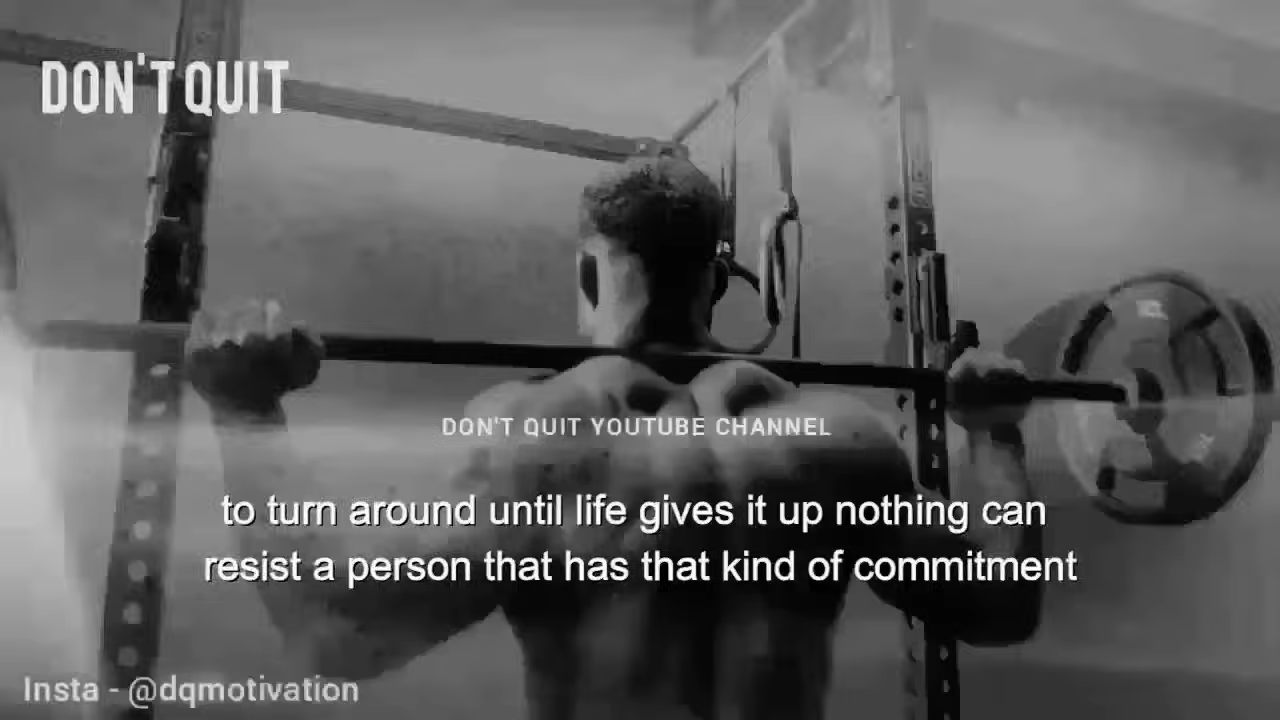 DON'T QUIT
DON'T QUIT YOUTUBE CHANNEL
to turn around until life gives it up nothing can
resist a person that has that kind of commitment
Insta - @dqmotivation